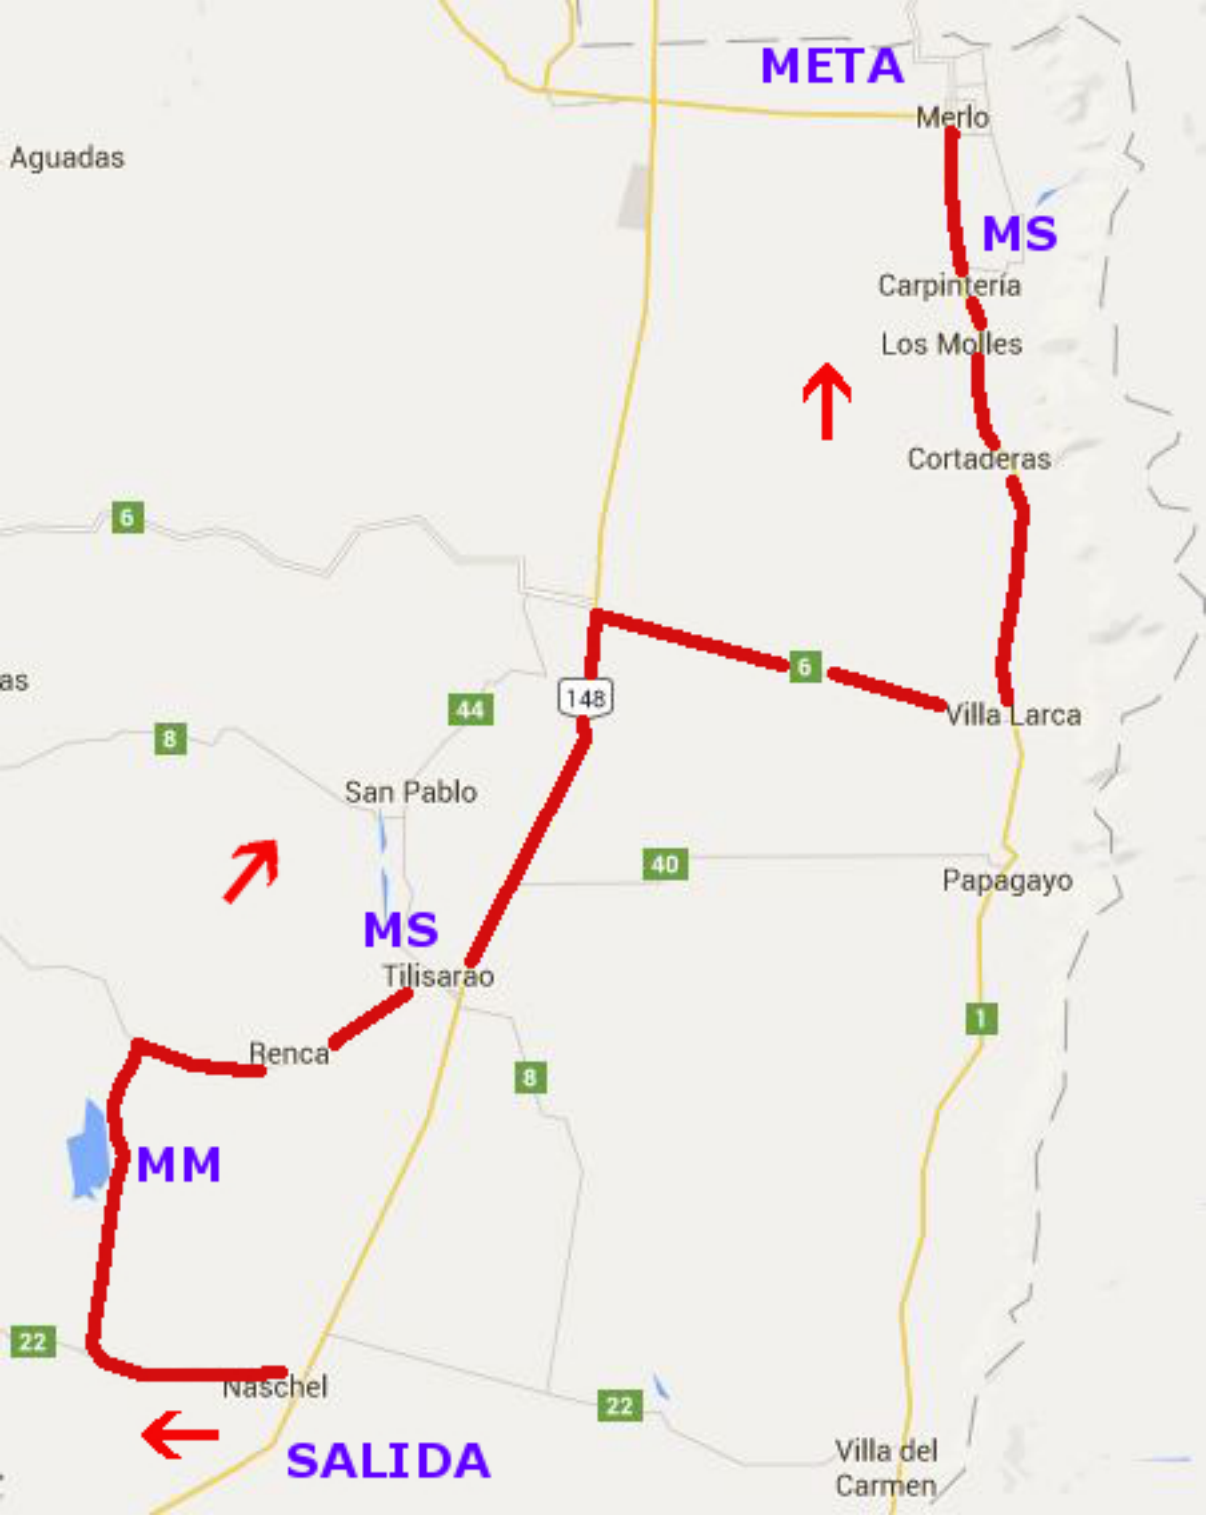 META
Merlo
Aguadas
MS
Carpintería
Los Molles
Cortaderas
6
6
as
148
44
Villa Larca
8
San Pablo
40
Papagayo
MS
Tilisarao
1
Renca
8
MM
22
Naschel
22
SALIDA
Villa del
Carmen